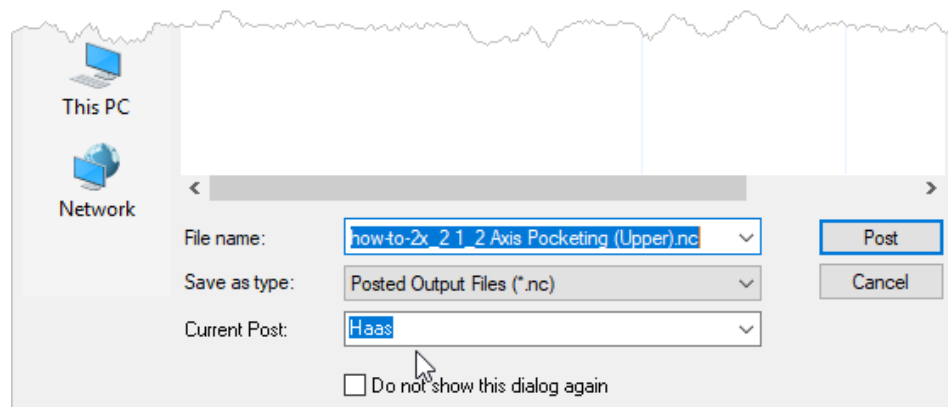 This PC
Network
File name:
how-to-2x_2 1_2 Axis Pocketing (Upper).nc
Post
Save as type:
Posted Output Files (*.nc)
Cancel
Current Post:
Haas
Do not show this dialog again